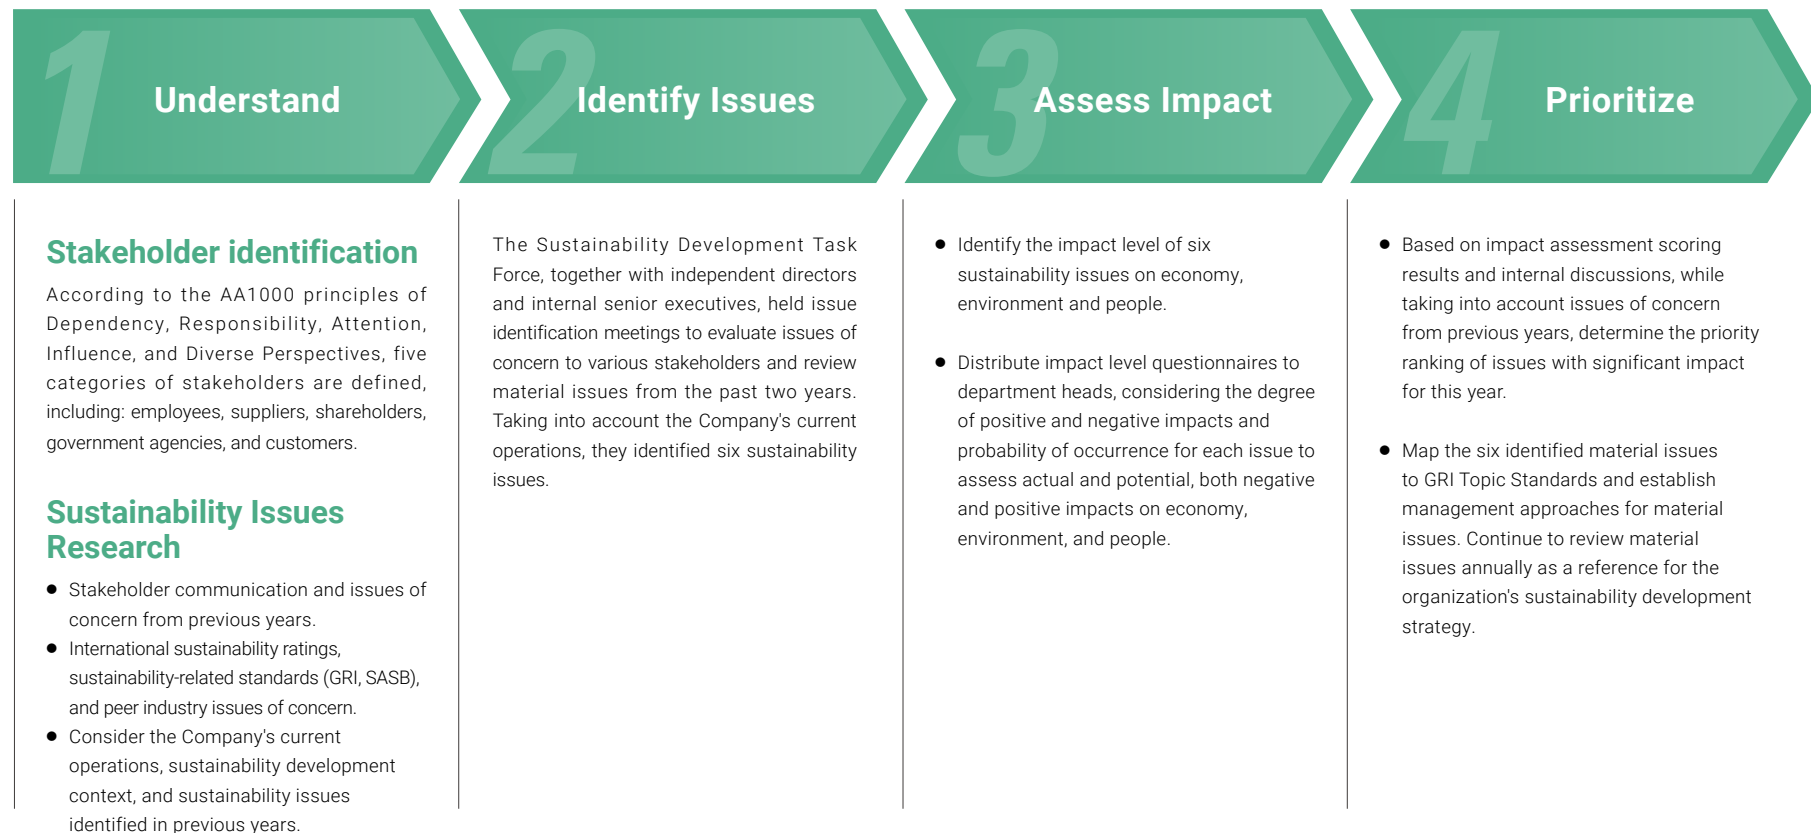 1
Understand
Stakeholder identification
According to the AA1000 principles of
Dependency, Responsibility, Attention,
Influence, and Diverse Perspectives, five
categories of stakeholders are defined,
including: employees, suppliers, shareholders,
government agencies, and customers.
Sustainability Issues
Research
● Stakeholder communication and issues of
concern from previous years.
● International sustainability ratings,
sustainability-related standards (GRI, SASB),
and peer industry issues of concern.
● Consider the Company's current
operations, sustainability development
context, and sustainability issues
identified in previous years.
2
Identify Issues
The Sustainability Development Task
Force, together with independent directors
and internal senior executives, held issue
identification meetings to evaluate issues of
concern to various stakeholders and review
material issues from the past two years.
Taking into account the Company's current
operations, they identified six sustainability
issues.
3
Assess Impact
● Identify the impact level of six
sustainability issues on economy,
environment and people.
● Distribute impact level questionnaires to
department heads, considering the degree
of positive and negative impacts and
probability of occurrence for each issue to
assess actual and potential, both negative
and positive impacts on economy,
environment, and people.
4
Prioritize
● Based on impact assessment scoring
results and internal discussions, while
taking into account issues of concern
from previous years, determine the priority
ranking of issues with significant impact
for this year.
● Map the six identified material issues
to GRI Topic Standards and establish
management approaches for material
issues. Continue to review material
issues annually as a reference for the
organization's sustainability development
strategy.